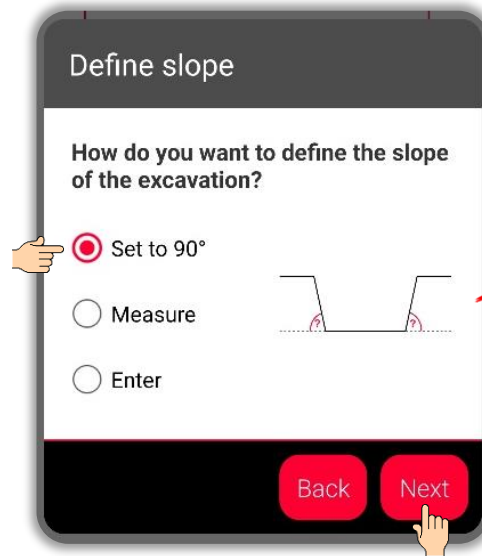 Define slope
How do you want to define the slope
of the excavation?
Set to 90°
Measure
? ?
Enter
Back Next